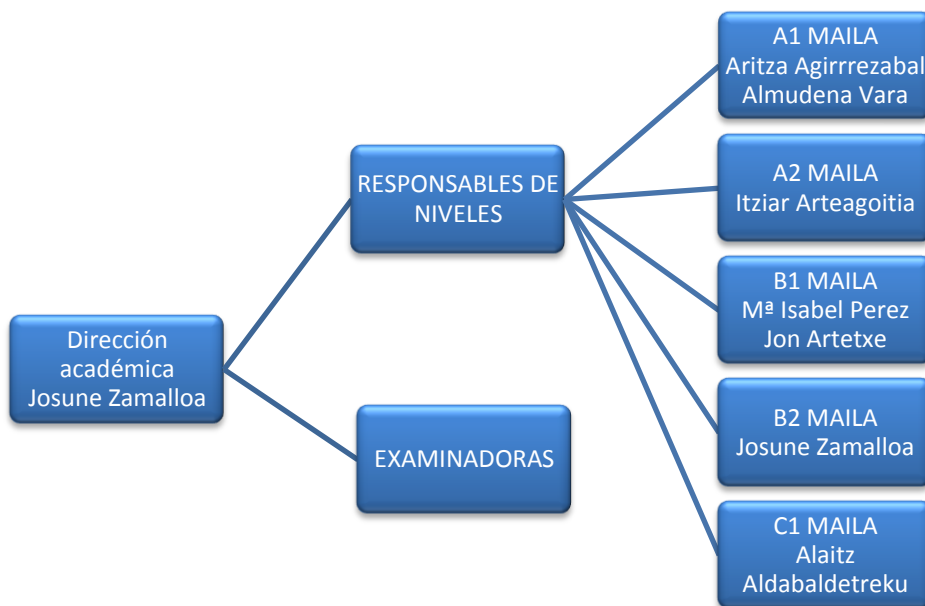 Dirección
académica
Josune Zamalloa
RESPONSABLES DE
NIVELES
EXAMINADORAS
A1 MAILA
Aritza Agirrrezabal
Almudena Vara
A2 MAILA
Itziar Arteagoitia
B1 MAILA
Mª Isabel Perez
Jon Artetxe
B2 MAILA
Josune Zamalloa
C1 MAILA
Alaitz
Aldabaldetreku